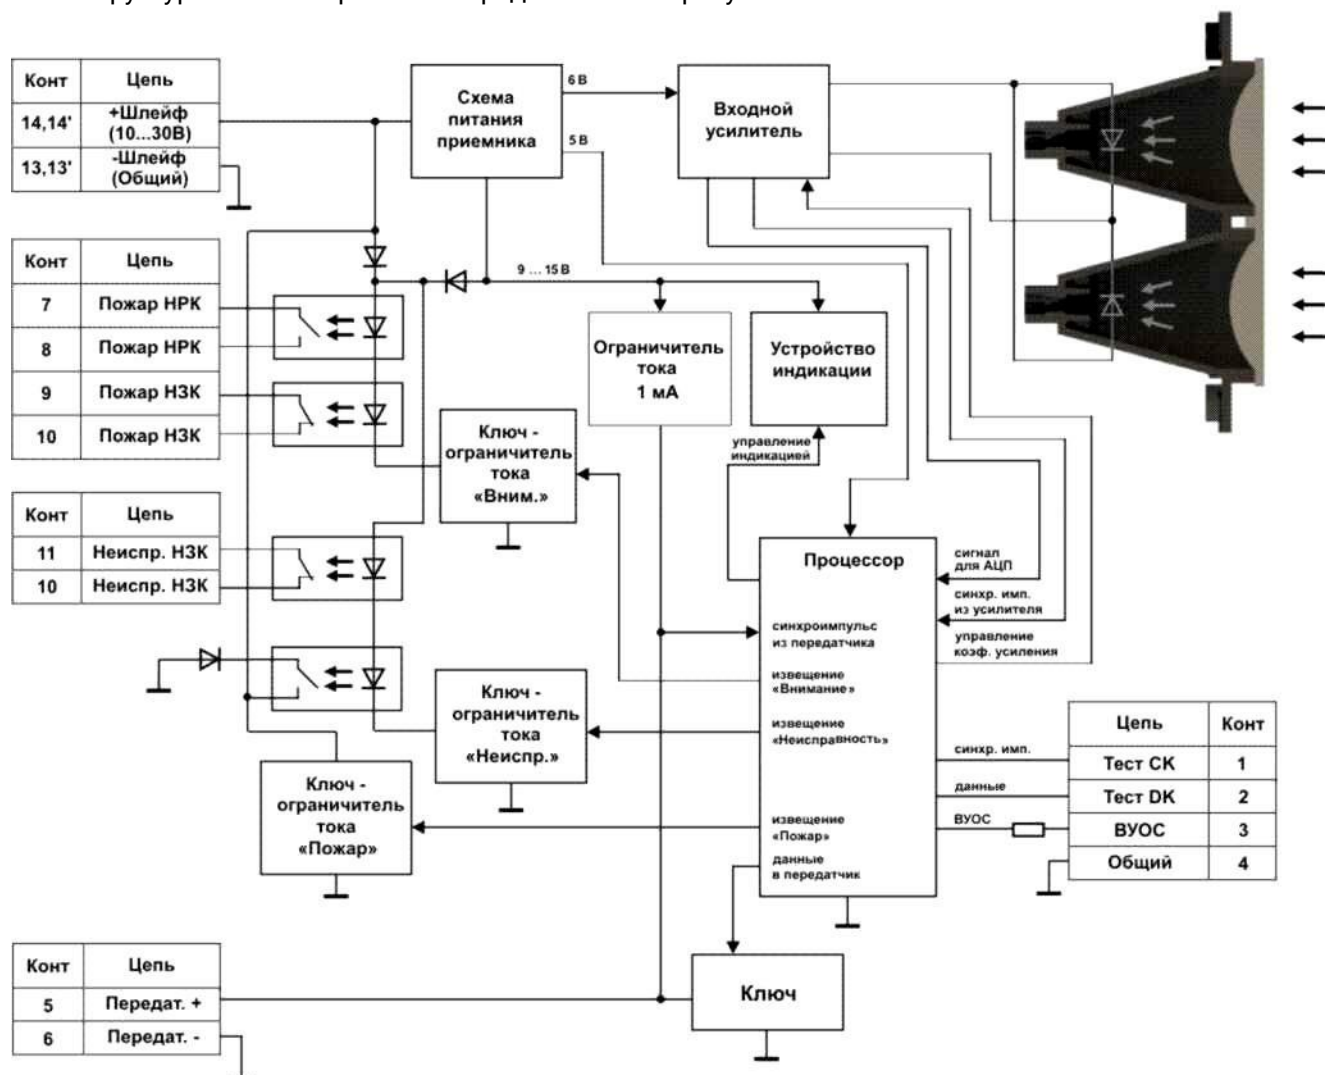 Конт Цепь
14,14' +Шлейф
(10...30В)
13,13' -Шлейф
(Общий)
Схема
питания
приемника
6 В
5 В
Входной
усилитель
Конт Цепь
7 Пожар НРК
8 Пожар НРК
9 Пожар НЗК
10 Пожар НЗК
9 ... 15 В
Ограничитель
тока
1 мА
Устройство
индикации
управление
индикацией
Ключ -
ограничитель
тока
«Вним.»
Конт Цепь
11 Неиспр. НЗК
10 Неиспр. НЗК
Процессор
сигнал
для АЦП
синхр. имп.
из усилителя
управление
коэф. усиления
синхроимпульс
из передатчика
извещение
«Внимание»
извещение
«Неисправность»
извещение
«Пожар»
данные
в передатчик
Ключ -
ограничитель
тока
«Неиспр.»
Ключ -
ограничитель
тока
«Пожар»
синхр. имп.
данные
ВУОС
Цепь Конт
Тест СК 1
Тест DK 2
ВУОС 3
Общий 4
Конт Цепь
5 Передат. +
6 Передат. -
Ключ